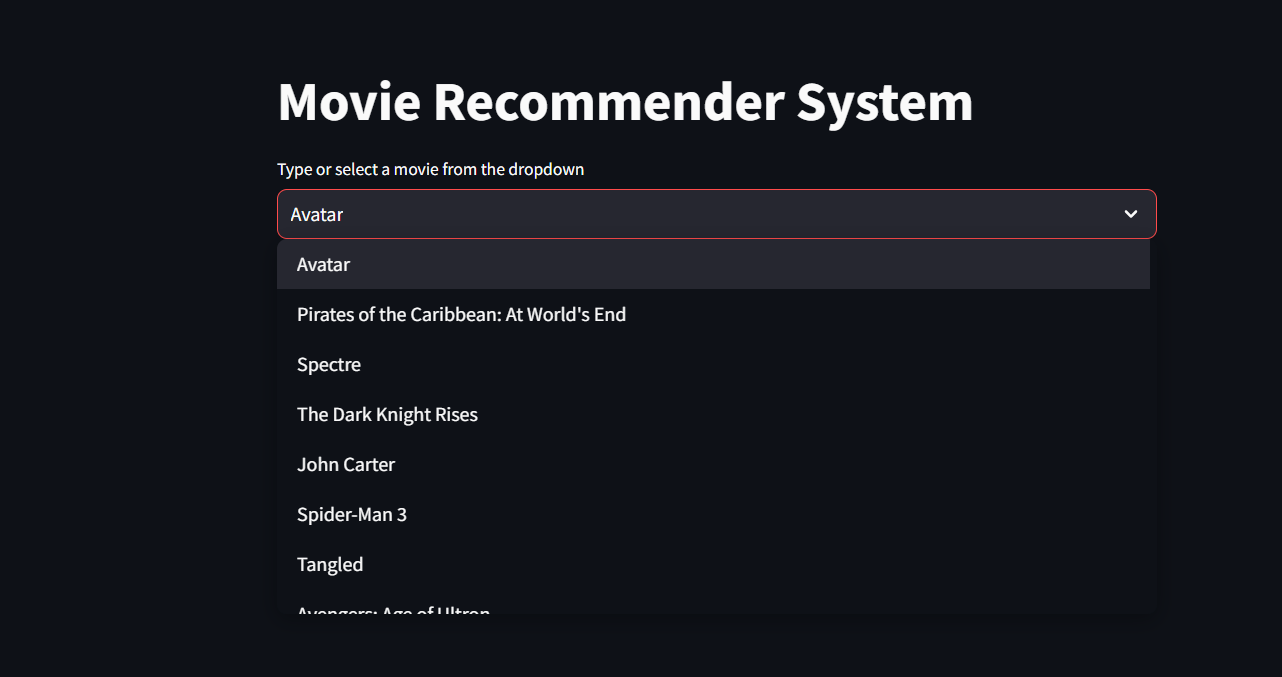 Movie Recommender System
Type or select a movie from the dropdown
Avatar
Avatar
Pirates of the Caribbean: At World's End
Spectre
The Dark Knight Rises
John Carter
Spider-Man 3
Tangled
Avengers: Age of Ultron